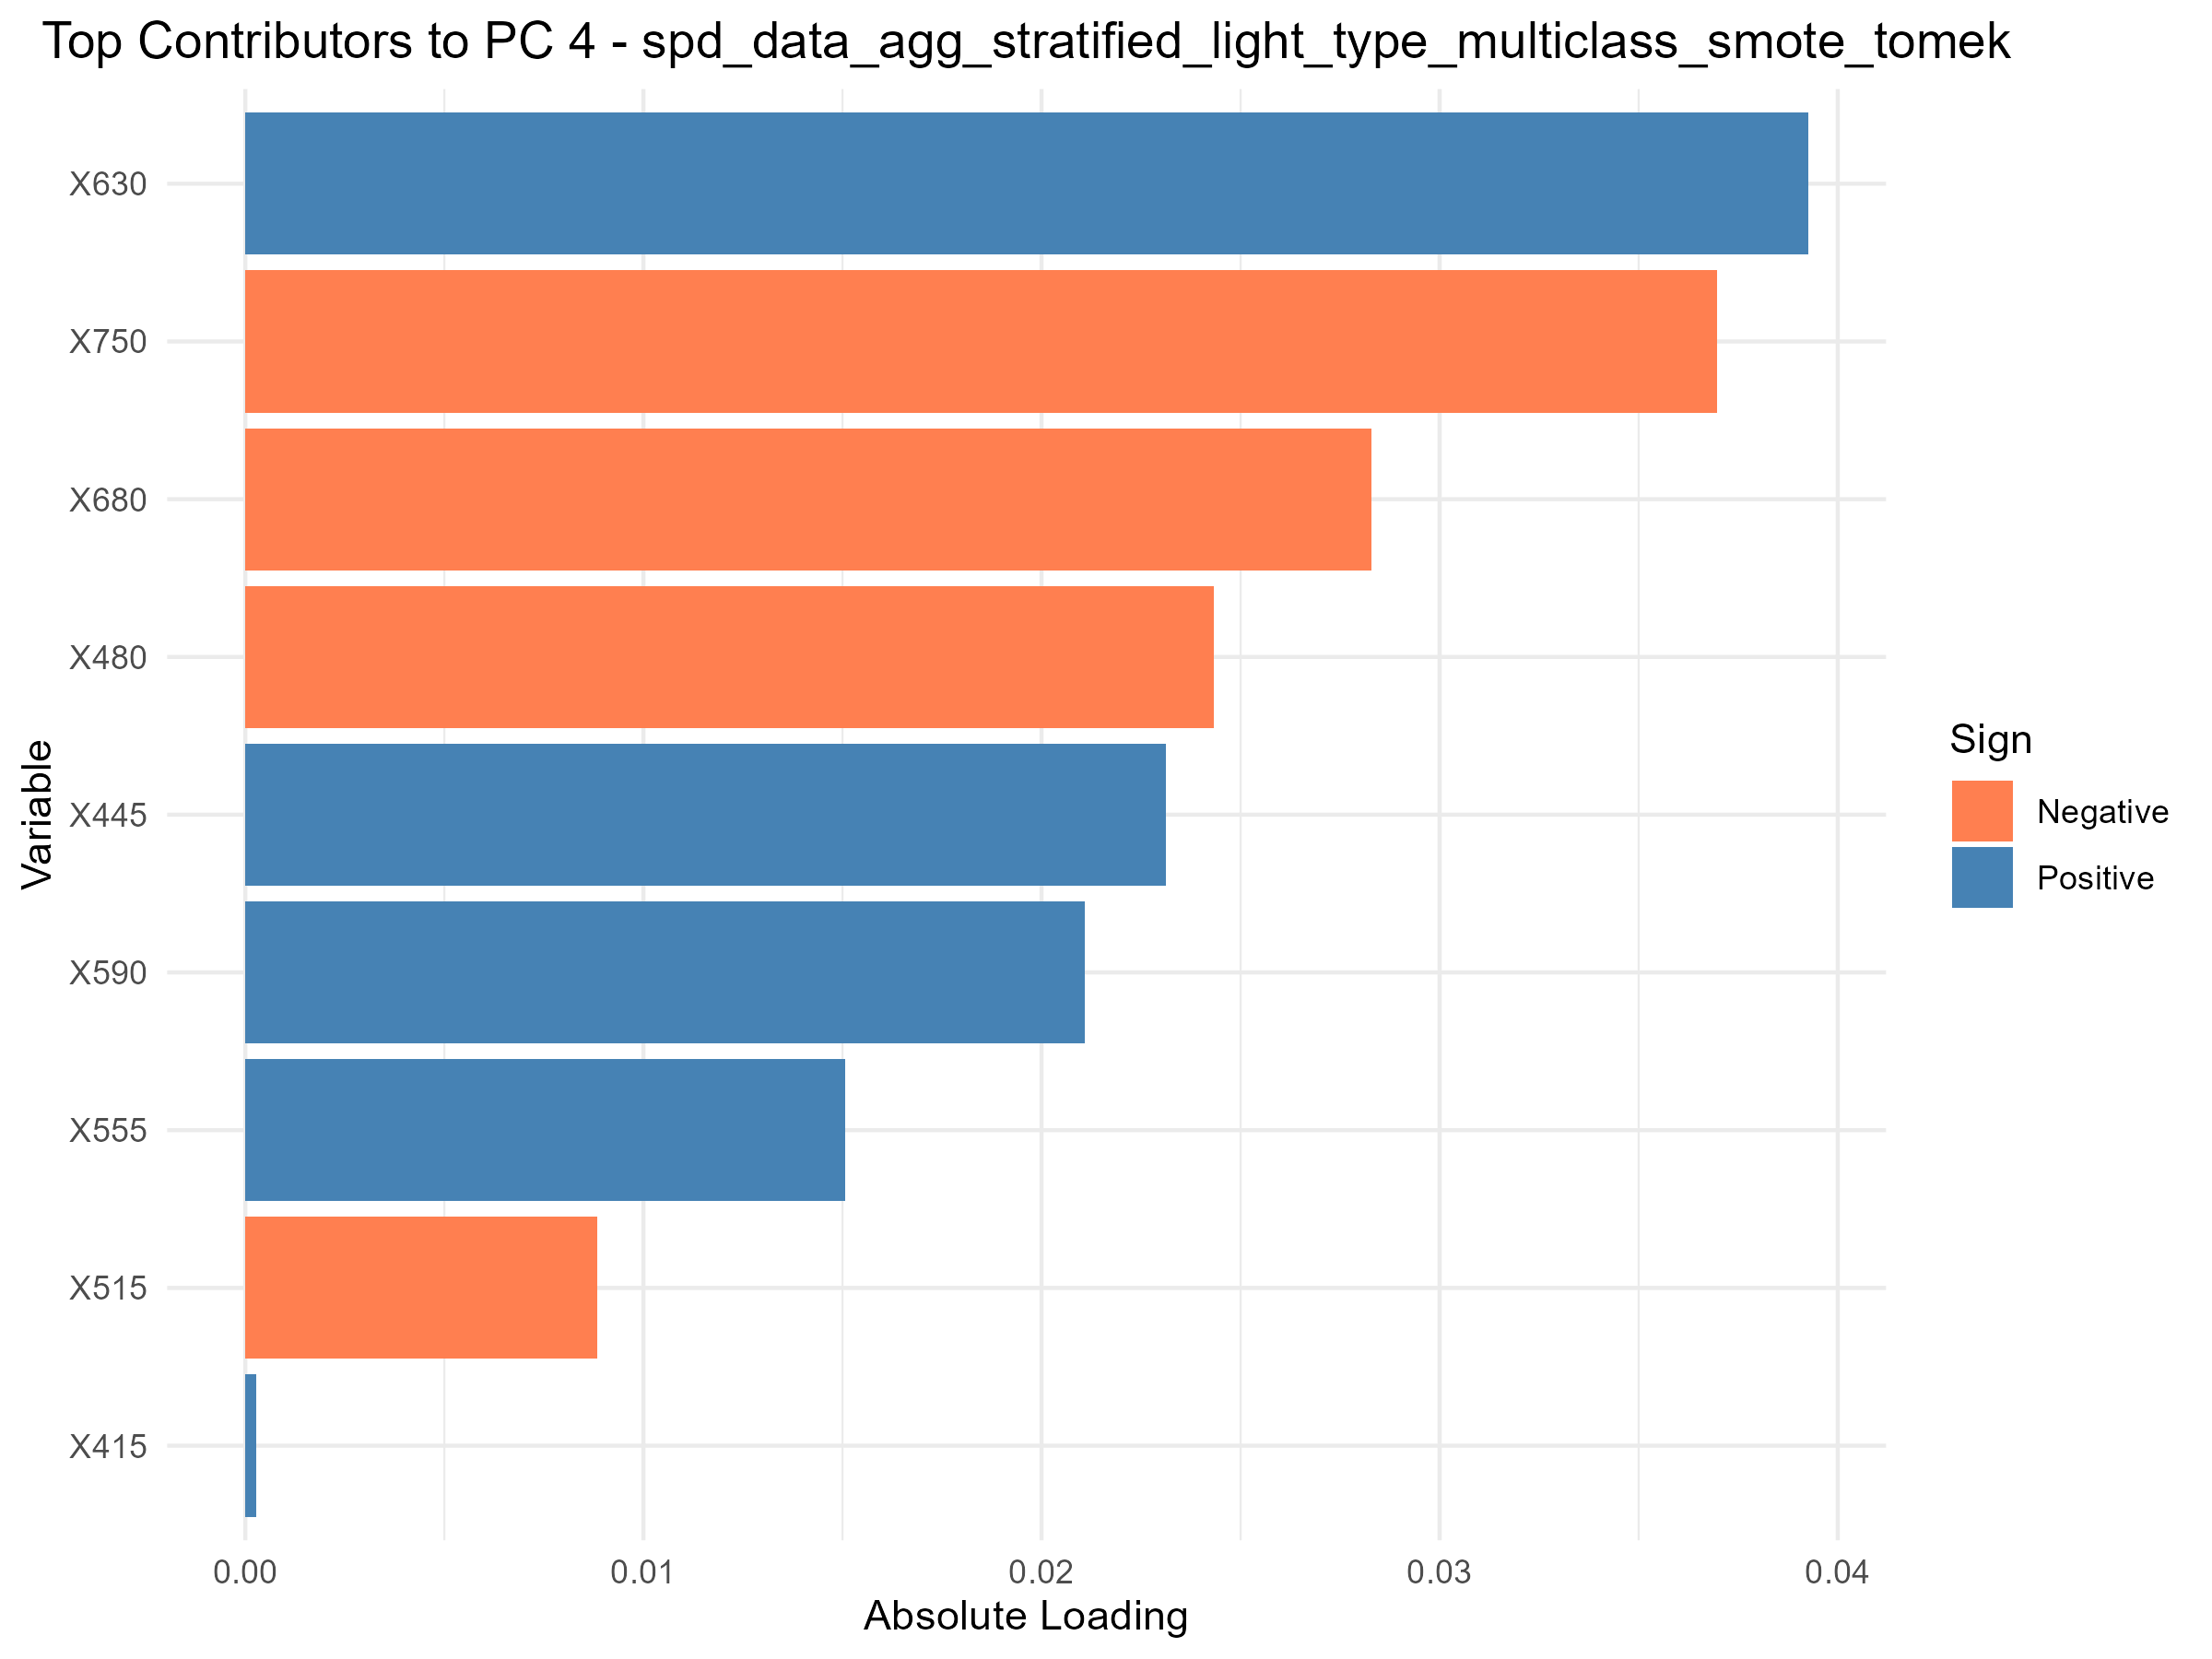 Top Contributors to PC 4 - spd_data_agg_stratified_light_type_multiclass_smote_tomek
X630
X750
X680
X480
X445
X590
X555
X515
X415
Variable
0.00 0.01 0.02 0.03 0.04
Absolute Loading
Sign
Negative
Positive